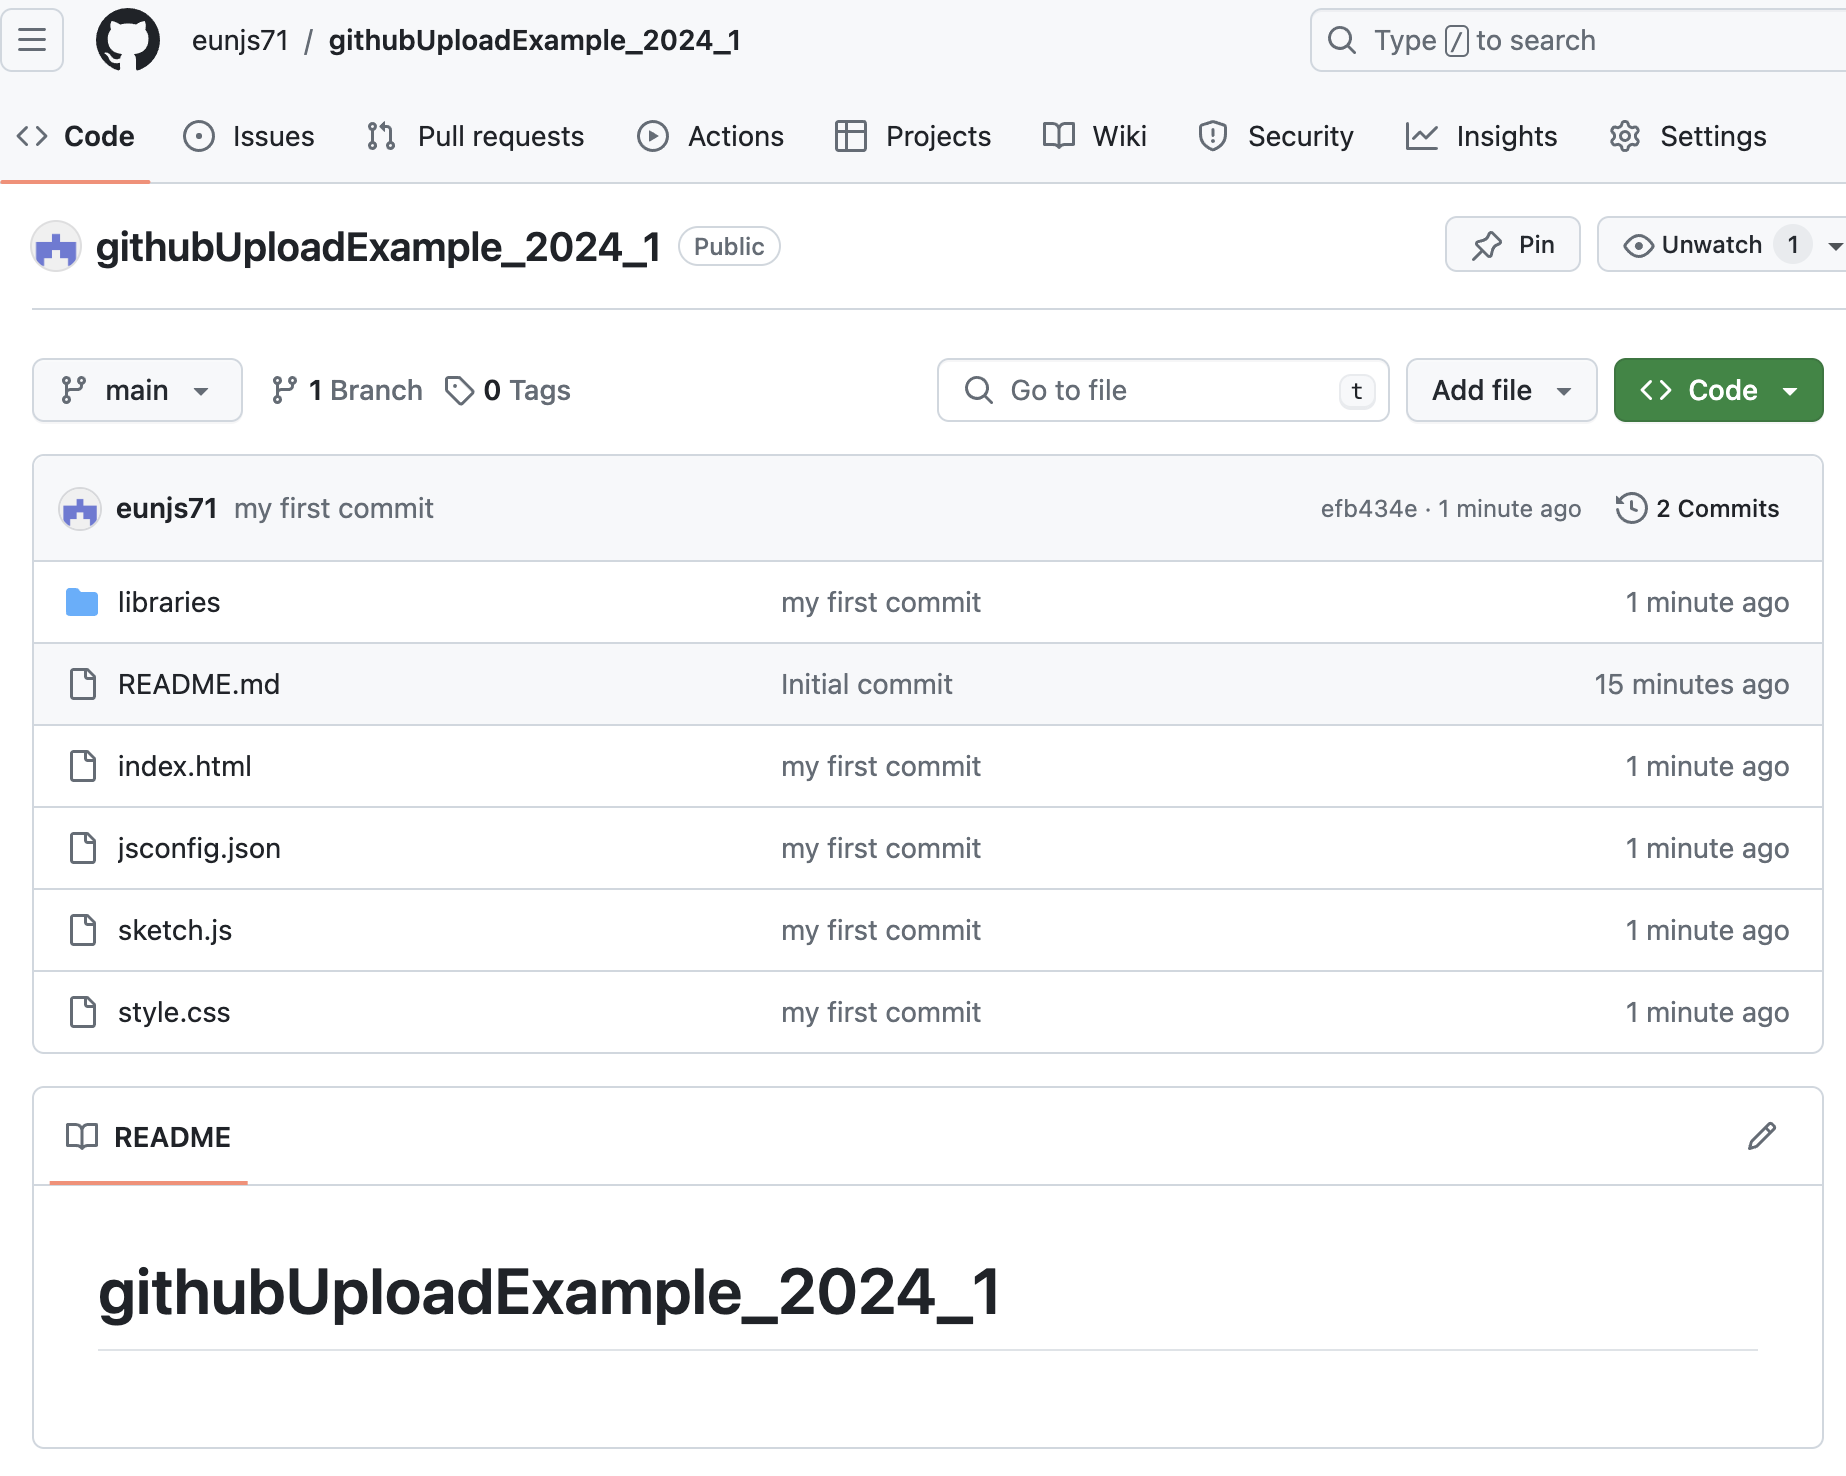 eunjs71 / githubUploadExample_2024_1 Type / to search
Code Issues Pull requests Actions Projects Wiki Security Insights Settings
githubUploadExample_2024_1 Public Pin Unwatch 1
main 1 Branch 0 Tags Go to file t Add file Code
eunjs71 my first commit efb434e · 1 minute ago 2 Commits
libraries my first commit 1 minute ago
README.md Initial commit 15 minutes ago
index.html my first commit 1 minute ago
jsconfig.json my first commit 1 minute ago
sketch.js my first commit 1 minute ago
style.css my first commit 1 minute ago
README
githubUploadExample_2024_1